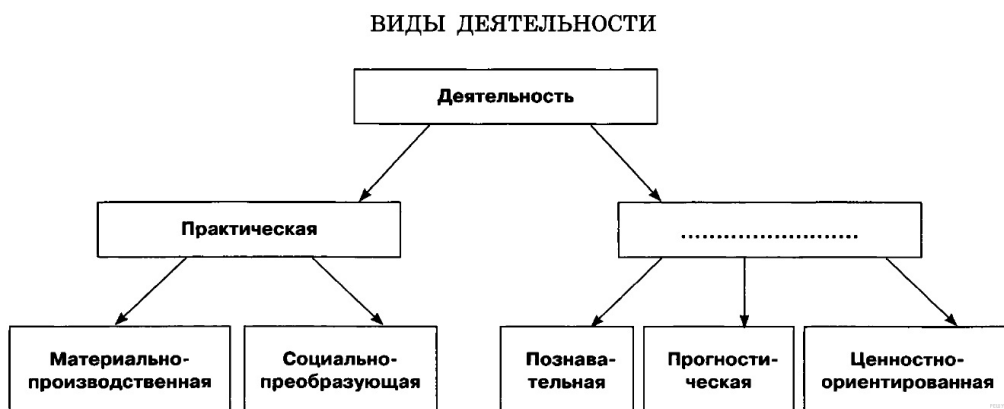 ВИДЫ ДЕЯТЕЛЬНОСТИ
Деятельность
Практическая
..........................
Материально-
производственная
Социально-
преобразующая
Познава-
тельная
Прогности-
ческая
Ценностно-
ориентированная